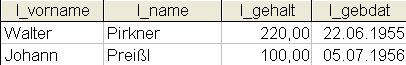 l_vorname l_name l_gehalt l_gebdat
Walter Pirkner 220,00 22.06.1955
Johann Preißl 100,00 05.07.1956